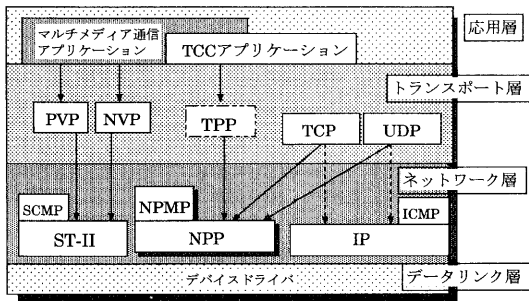 マルチメディア通信
アプリケーション
TCCアプリケーション
応用層
トランスポート層
PVP
NVP
TPP
TCP
UDP
ネットワーク層
SCMP
NPMP
ICMP
ST-II
NPP
IP
デバイスドライバ
データリンク層